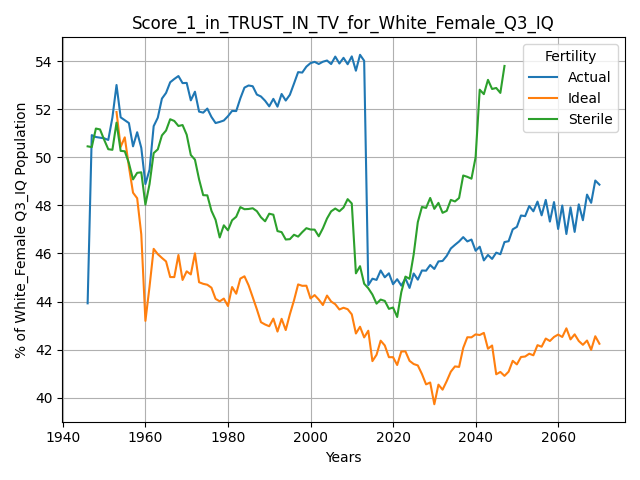 Score_1_in_TRUST_IN_TV_for_White_Female_Q3_IQ
% of White_Female Q3_IQ Population
54
52
50
48
46
44
42
40
Fertility
Actual
Ideal
Sterile
1940 1960 1980 2000 2020 2040 2060
Years